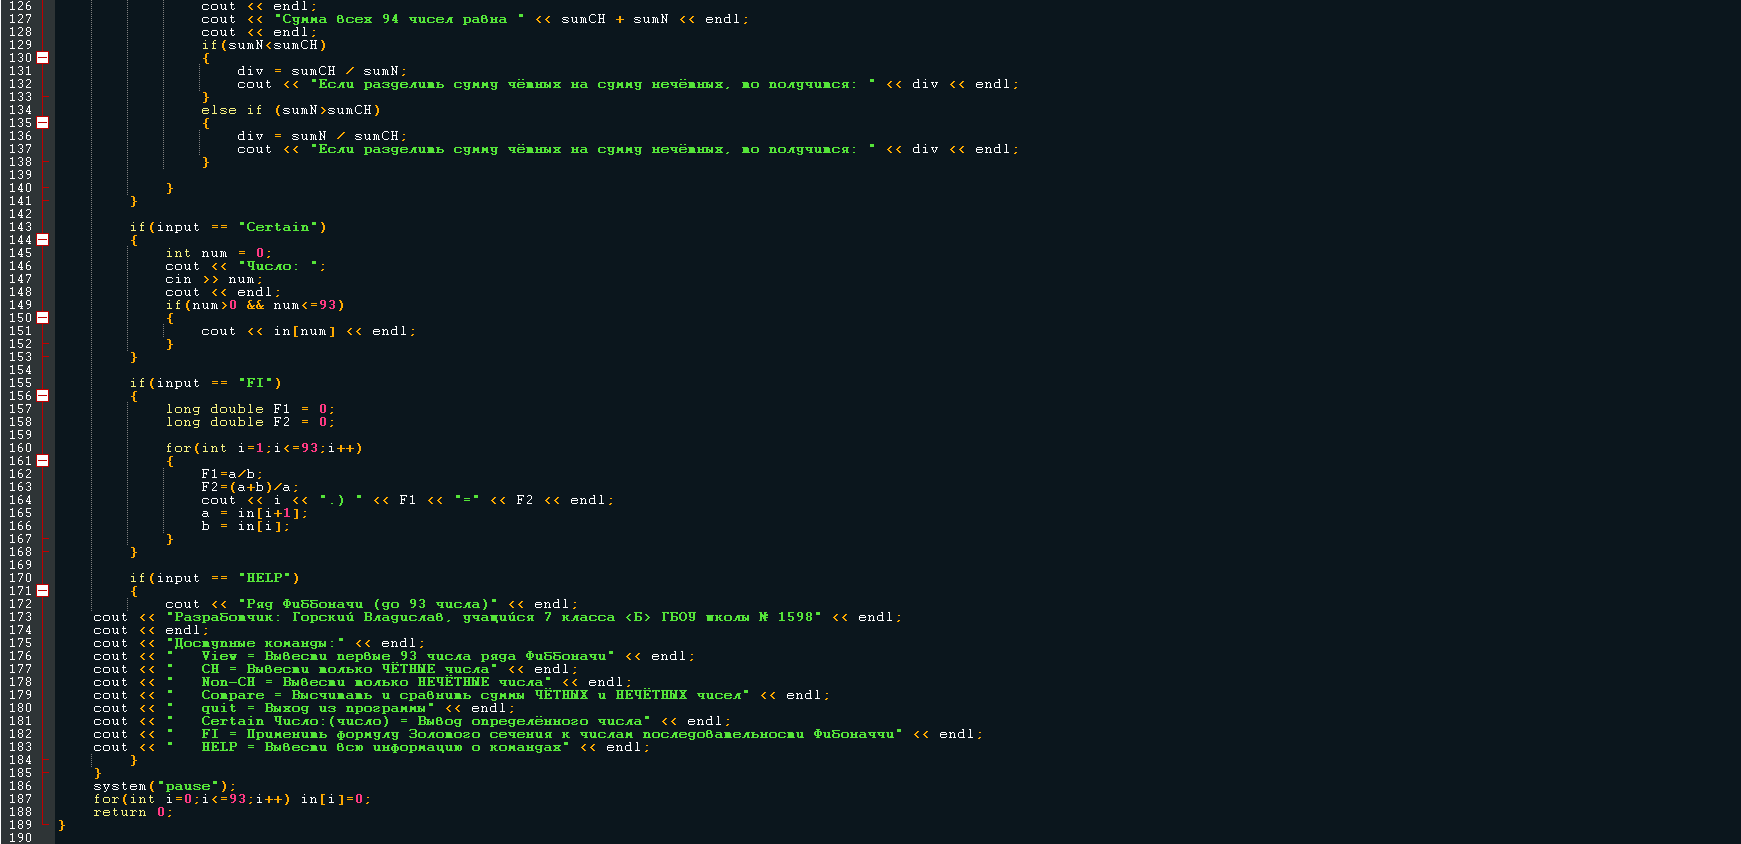 126 cout << endl;
127 cout << "Сумма всех 94 чисел равна " << sumCH + sumN << endl;
128 cout << endl;
129 if(sumN<sumCH)
130 {
131 div = sumCH / sumN;
132 cout << "Если разделить сумму чётных на сумму нечётных, то получится: " << div << endl;
133 }
134 else if (sumN>sumCH)
135 {
136 div = sumN / sumCH;
137 cout << "Если разделить сумму чётных на сумму нечётных, то получится: " << div << endl;
138 }
139
140 }
141 }
142
143 if(input == "Certain")
144 {
145 int num = 0;
146 cout << "Число: ";
147 cin >> num;
148 cout << endl;
149 if(num>0 && num<=93)
150 {
151 cout << in[num] << endl;
152 }
153 }
154
155 if(input == "FI")
156 {
157 long double F1 = 0;
158 long double F2 = 0;
159
160 for(int i=1;i<=93;i++)
161 {
162 F1=a/b;
163 F2=(a+b)/a;
164 cout << i << ".) " << F1 << "=" << F2 << endl;
165 a = in[i+1];
166 b = in[i];
167 }
168 }
169
170 if(input == "HELP")
171 {
172 cout << "Ряд Фиббоначи (до 93 числа)" << endl;
173 cout << "Разработчик: Горский Владислав, учащийся 7 класса <Б> ГБОУ школы № 1598" << endl;
174 cout << endl;
175 cout << "Доступные команды:" << endl;
176 cout << "   View = Вывести первые 93 числа ряда Фиббоначи" << endl;
177 cout << "   CH = Вывести только ЧЁТНЫЕ числа" << endl;
178 cout << "   Non-CH = Вывести только НЕЧЁТНЫЕ числа" << endl;
179 cout << "   Compare = Высчитать и сравнить суммы ЧЁТНЫХ и НЕЧЁТНЫХ чисел" << endl;
180 cout << "   quit = Выход из программы" << endl;
181 cout << "   Certain Число:(число) = Вывод определённого числа" << endl;
182 cout << "   FI = Применить формулу Золотого сечения к числам последовательности Фибоначчи" << endl;
183 cout << "   HELP = Вывести всю информацию о командах" << endl;
184 }
185 }
186 system("pause");
187 for(int i=0;i<=93;i++) in[i]=0;
188 return 0;
189 }
190